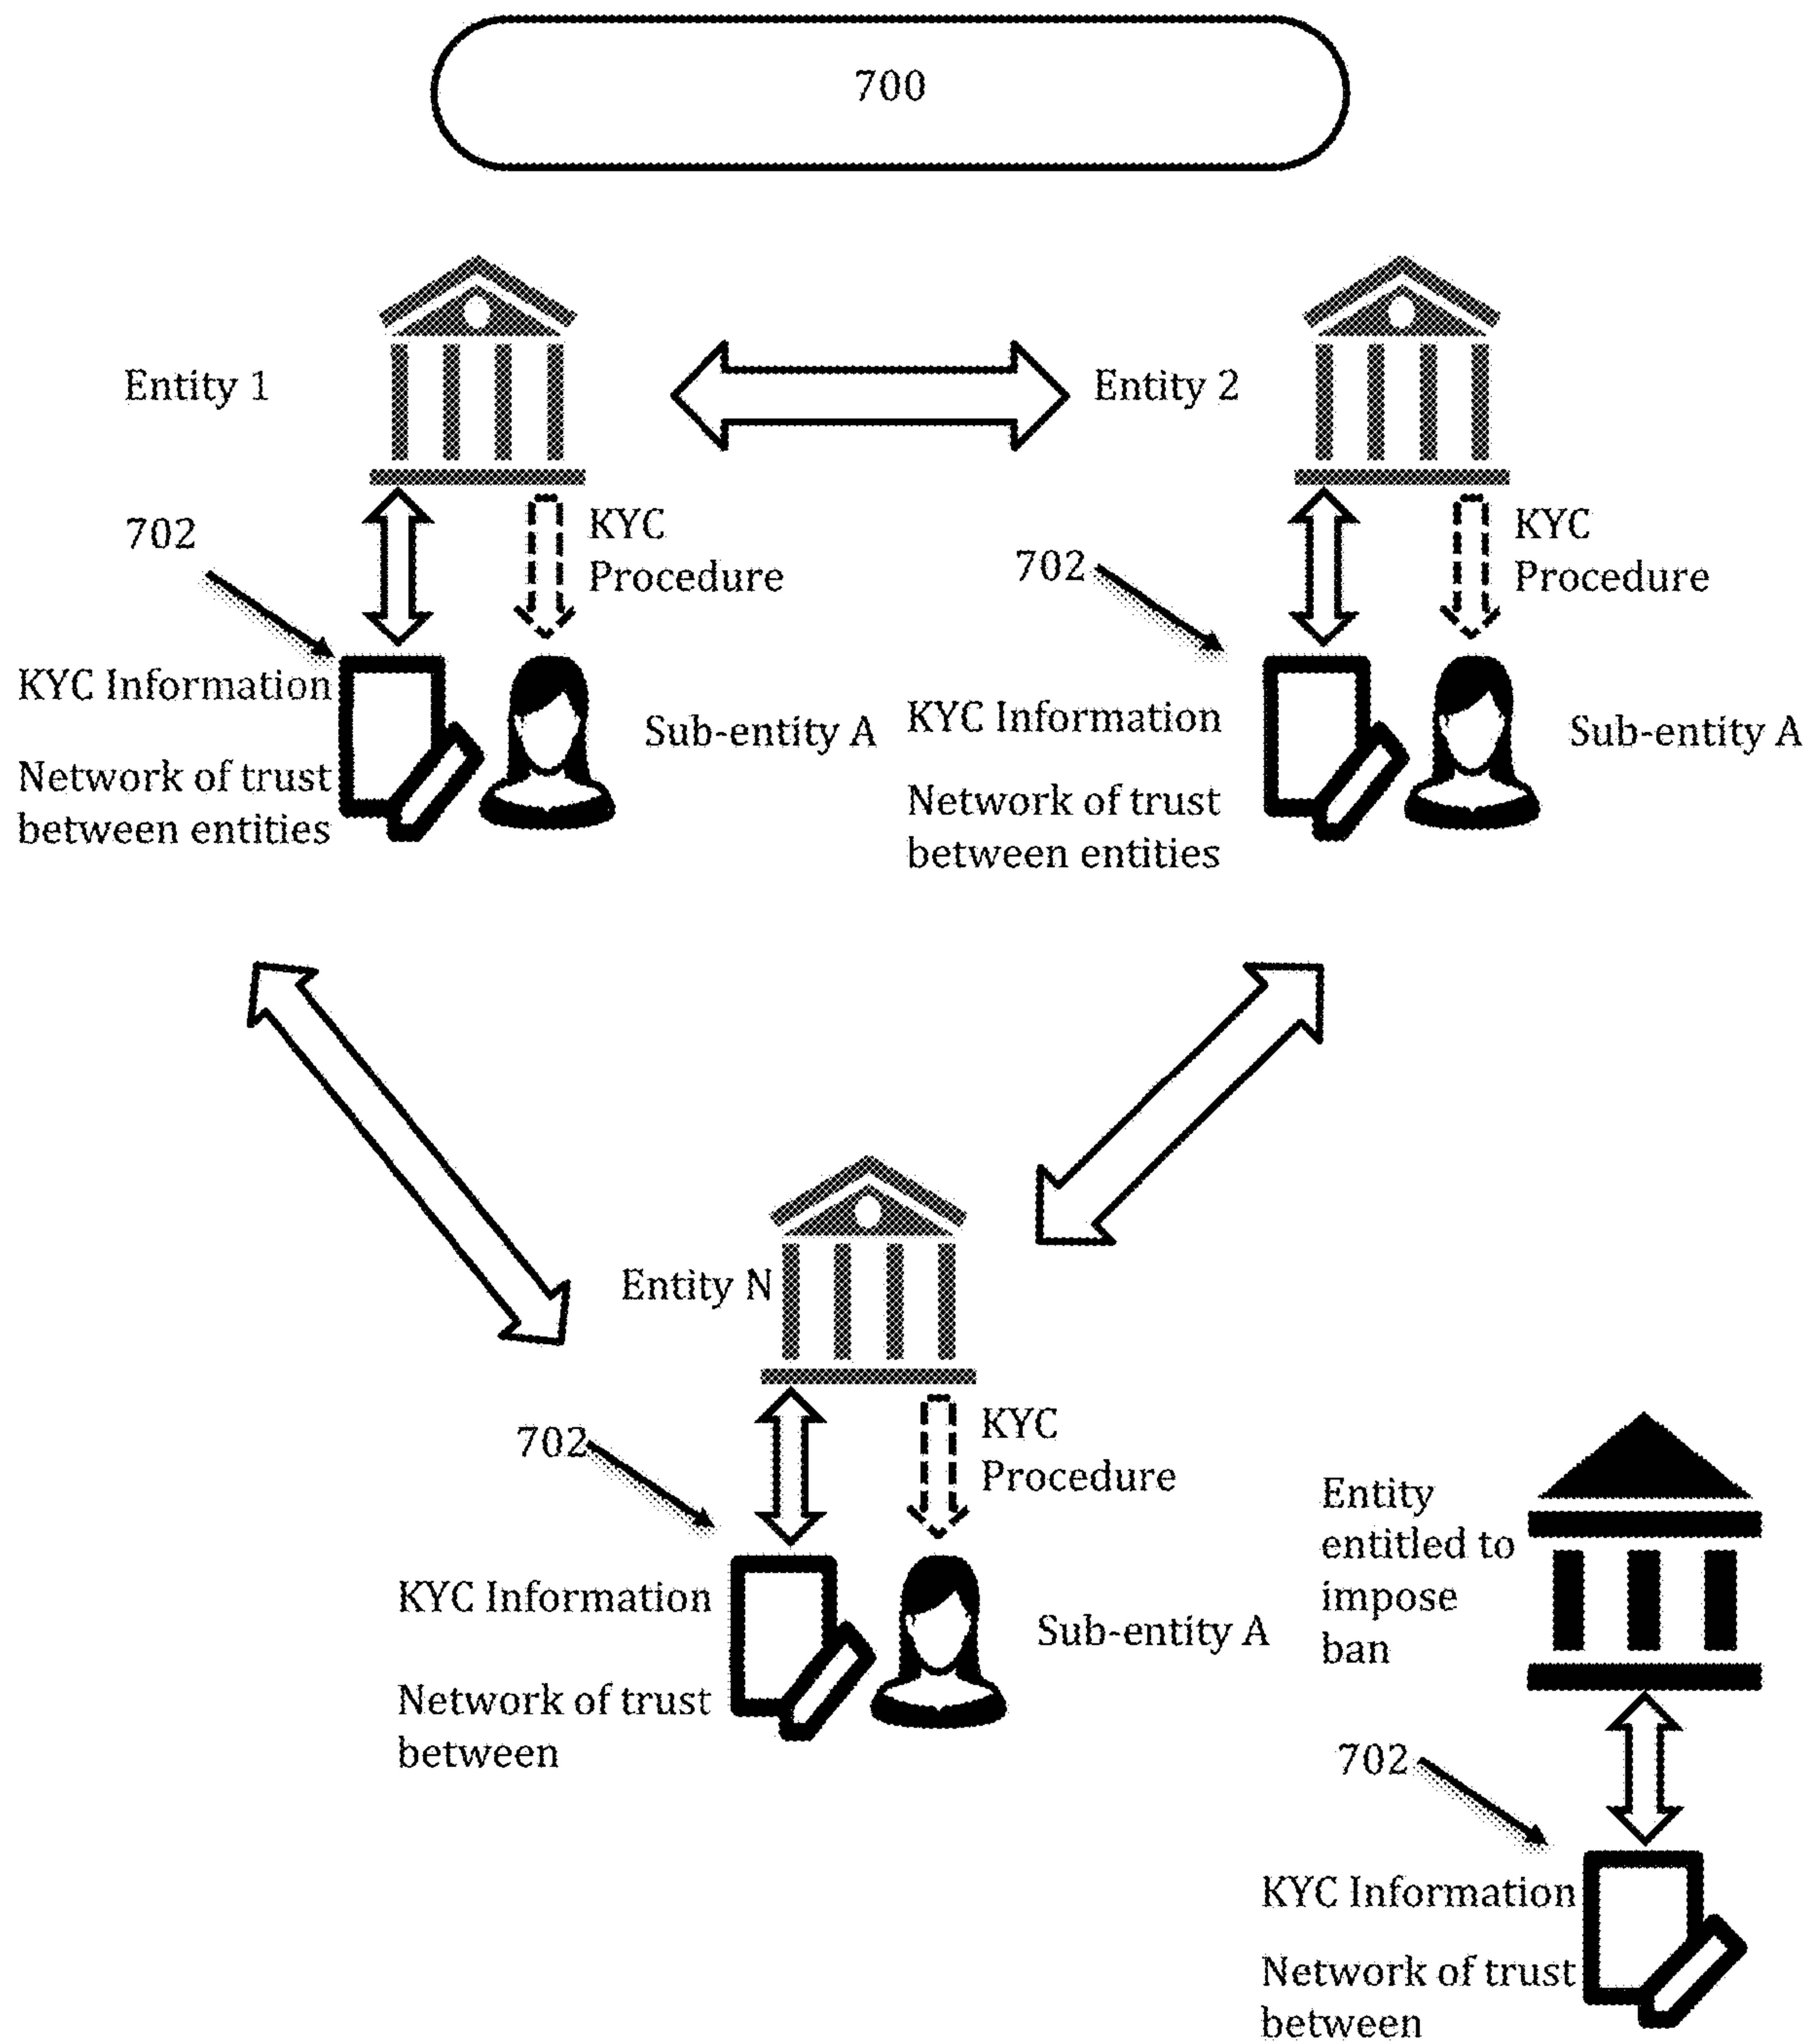 700
Entity 1
Entity 2
702
KYC
Procedure
702
KYC
Procedure
KYC Information
Sub-entity A
Network of trust
between entities
KYC Information
Sub-entity A
Network of trust
between entities
Entity N
702
KYC
Procedure
KYC Information
Sub-entity A
Network of trust
between
Entity
entitled to
impose
ban
702
KYC Information
Network of trust
between